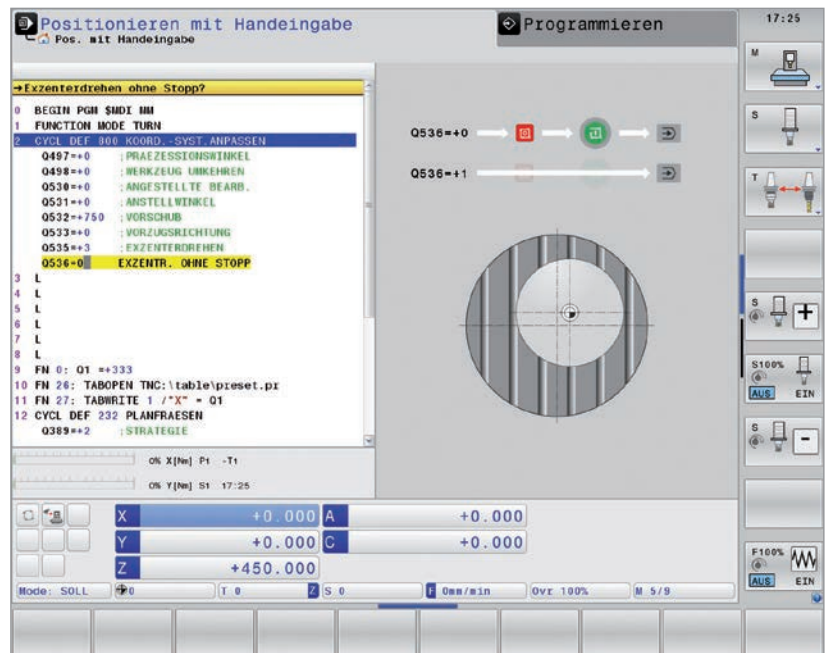 Positionieren mit Handeingabe
Pos. mit Handeingabe
Programmieren
17:25
→Exzenterdrehen ohne Stopp?
0 BEGIN PGM $MDI MM
1 FUNCTION MODE TURN
2 CYCL DEF 800 KOORD.-SYST.ANPASSEN
Q497=+0 ;PRAEZESSIONSWINKEL
Q498=+0 ;WERKZEUG UMKEHREN
Q530=+0 ;ANGESTELLTE BEARB.
Q531=+0 ;ANSTELLWINKEL
Q532=+750 ;VORSCHUB
Q533=+0 ;VORZUGSRICHTUNG
Q535=+3 ;EXZENTERDREHEN
Q536=0 EXZENTR. OHNE STOPP
3 L
4 L
5 L
6 L
7 L
8 L
9 FN 0: Q1 =+333
10 FN 26: TABOPEN TNC:\table\preset.pr
11 FN 27: TABWRITE 1 /"X" = Q1
12 CYCL DEF 232 PLANFRAESEN
Q389=+2 ;STRATEGIE
Q536=+0
Q536=+1
0% X[Nm] P1 -T1
0% Y[Nm] S1 17:25
X +0.000 A +0.000
Y +0.000 C +0.000
Z +450.000
Mode: SOLL 0 T 0 Z S 0 F 0mm/min Ovr 100% M 5/9
M
S
T
S +
S100%
AUS EIN
S -
F100%
AUS EIN